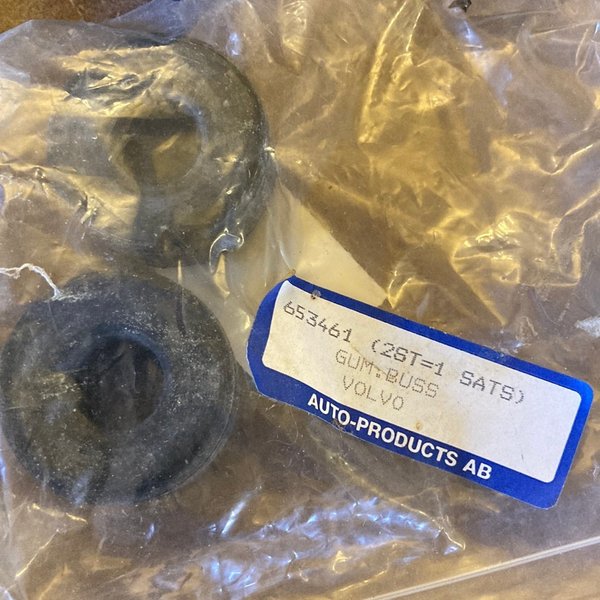 653461 (2ST=1 SATS)
GUM.BUSS
VOLVO
AUTO-PRODUCTS AB